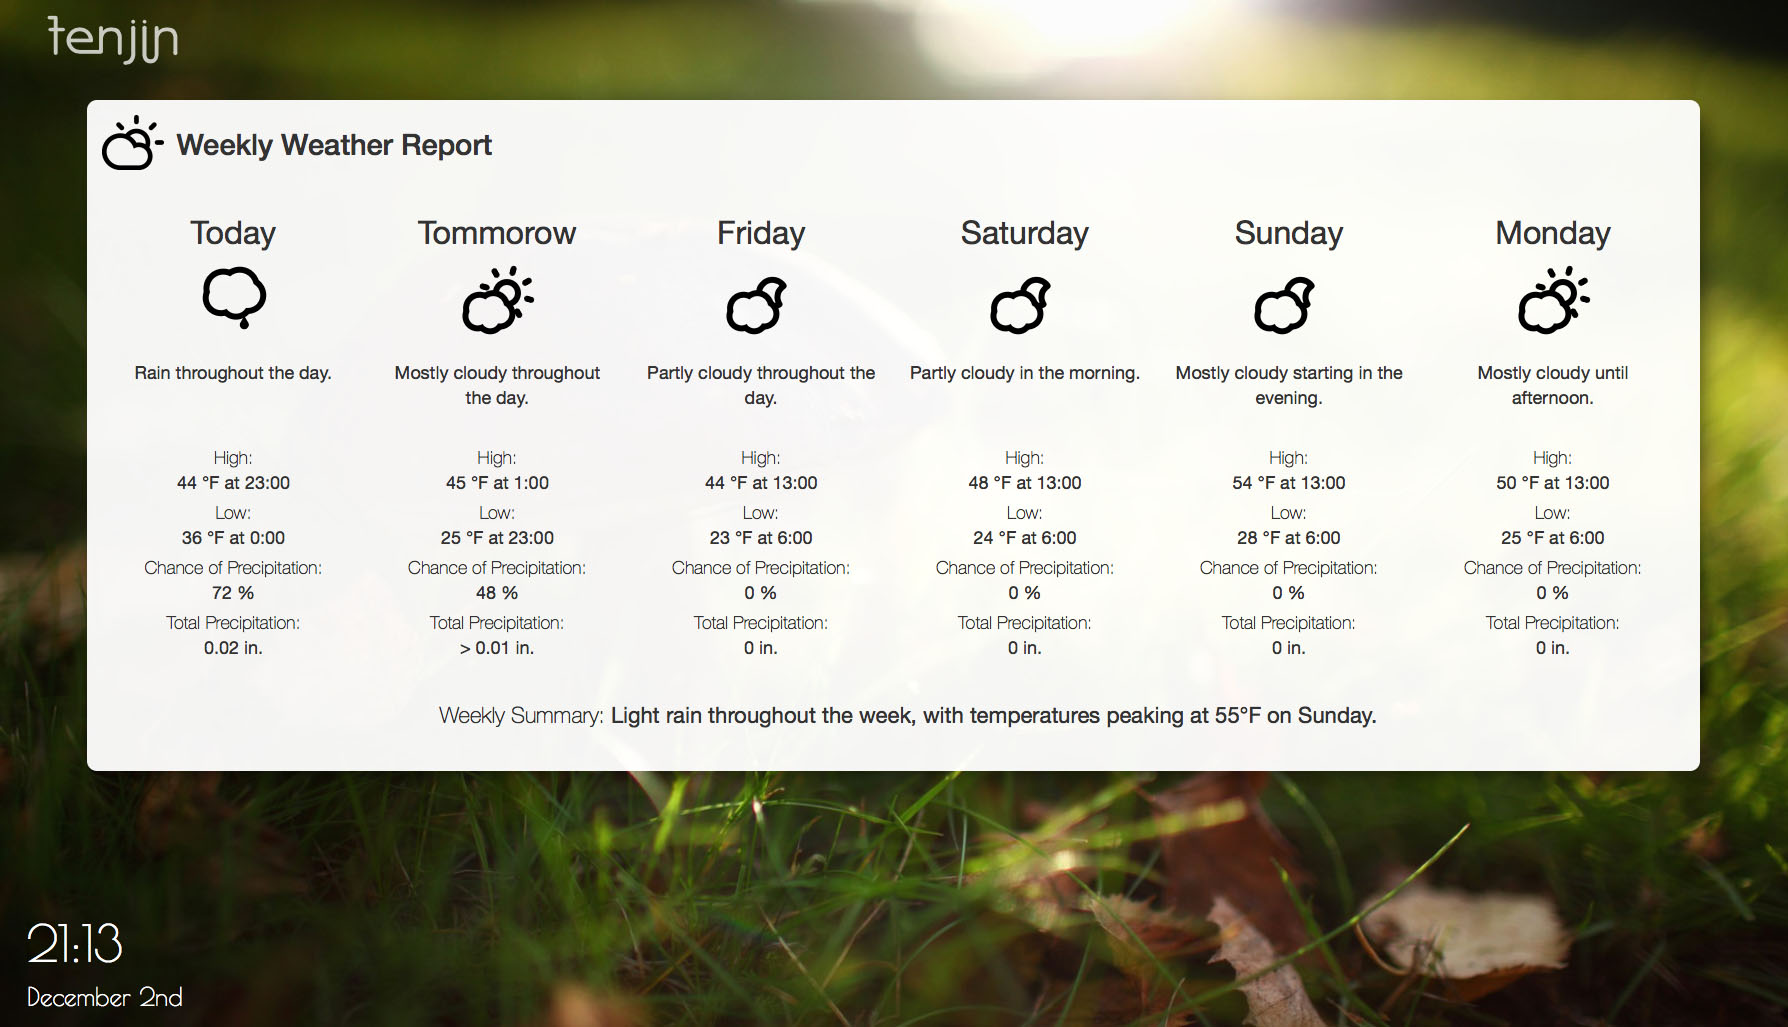 tenjin
Weekly Weather Report
Today
Tommorow
Friday
Saturday
Sunday
Monday
Rain throughout the day.
Mostly cloudy throughout
the day.
Partly cloudy throughout the
day.
Partly cloudy in the morning.
Mostly cloudy starting in the
evening.
Mostly cloudy until
afternoon.
High:
44 °F at 23:00
Low:
36 °F at 0:00
Chance of Precipitation:
72 %
Total Precipitation:
0.02 in.
High:
45 °F at 1:00
Low:
25 °F at 23:00
Chance of Precipitation:
48 %
Total Precipitation:
> 0.01 in.
High:
44 °F at 13:00
Low:
23 °F at 6:00
Chance of Precipitation:
0 %
Total Precipitation:
0 in.
High:
48 °F at 13:00
Low:
24 °F at 6:00
Chance of Precipitation:
0 %
Total Precipitation:
0 in.
High:
54 °F at 13:00
Low:
28 °F at 6:00
Chance of Precipitation:
0 %
Total Precipitation:
0 in.
High:
50 °F at 13:00
Low:
25 °F at 6:00
Chance of Precipitation:
0 %
Total Precipitation:
0 in.
Weekly Summary: Light rain throughout the week, with temperatures peaking at 55°F on Sunday.
21:13
December 2nd